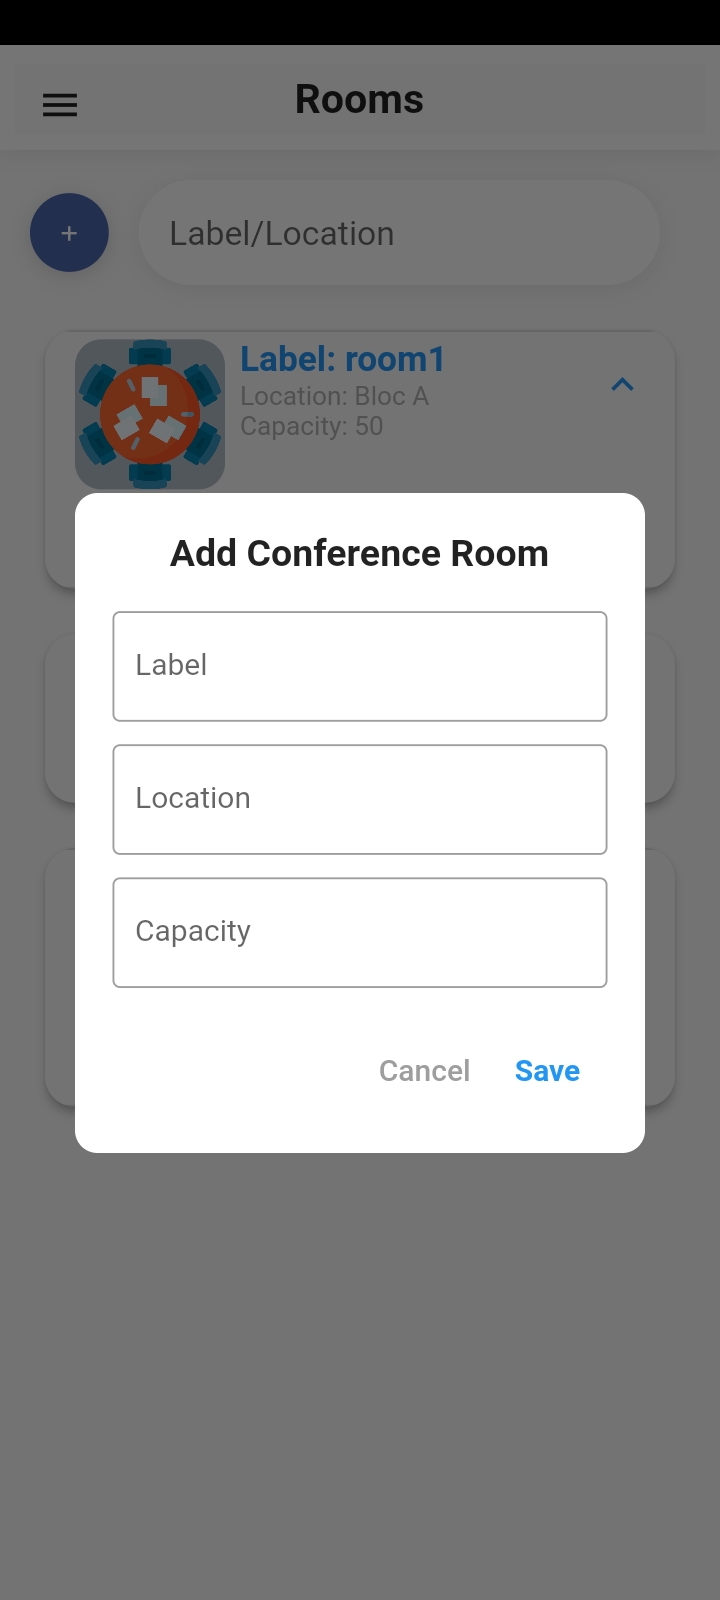 Rooms
+
Label/Location
Label: room1
Location: Bloc A
Capacity: 50
Add Conference Room
Label
Location
Capacity
Cancel Save